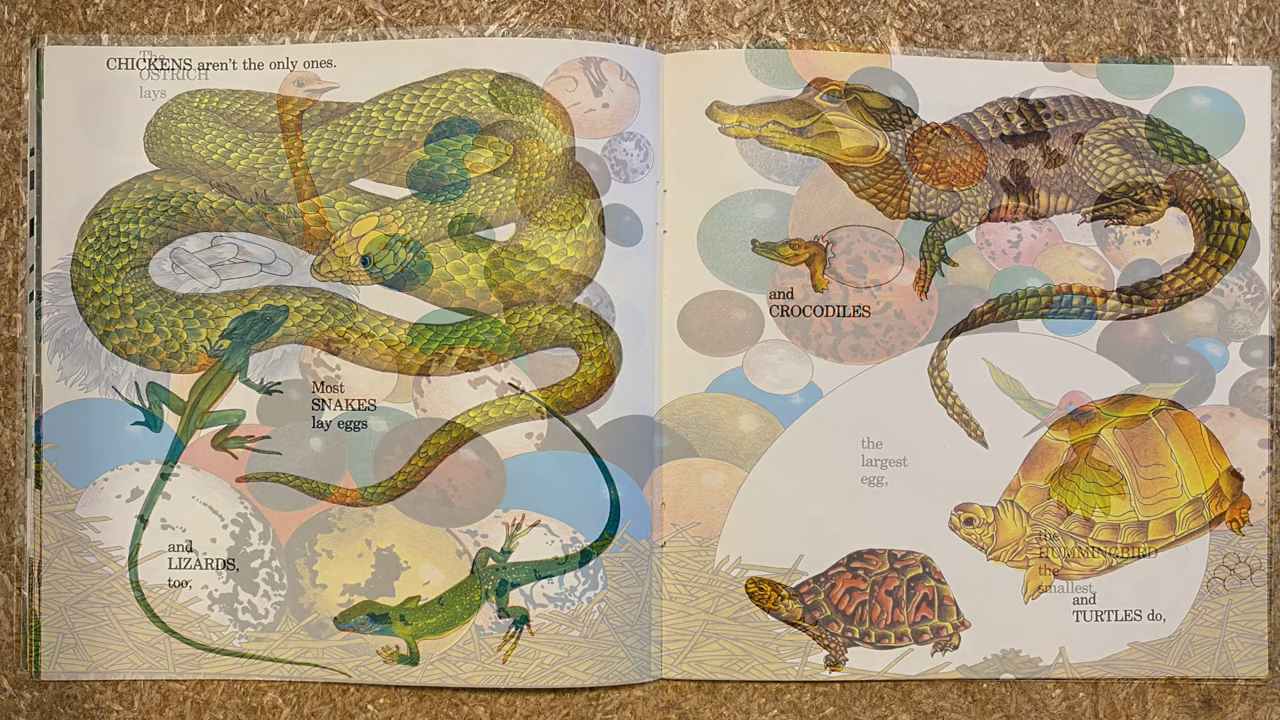 The
OSTRICH
lays
CHICKENS aren't the only ones.
Most
SNAKES
lay eggs
and
LIZARDS,
too,
and
CROCODILES
the
largest
egg,
the
HUMMINGBIRD
the
smallest.
and
TURTLES do,